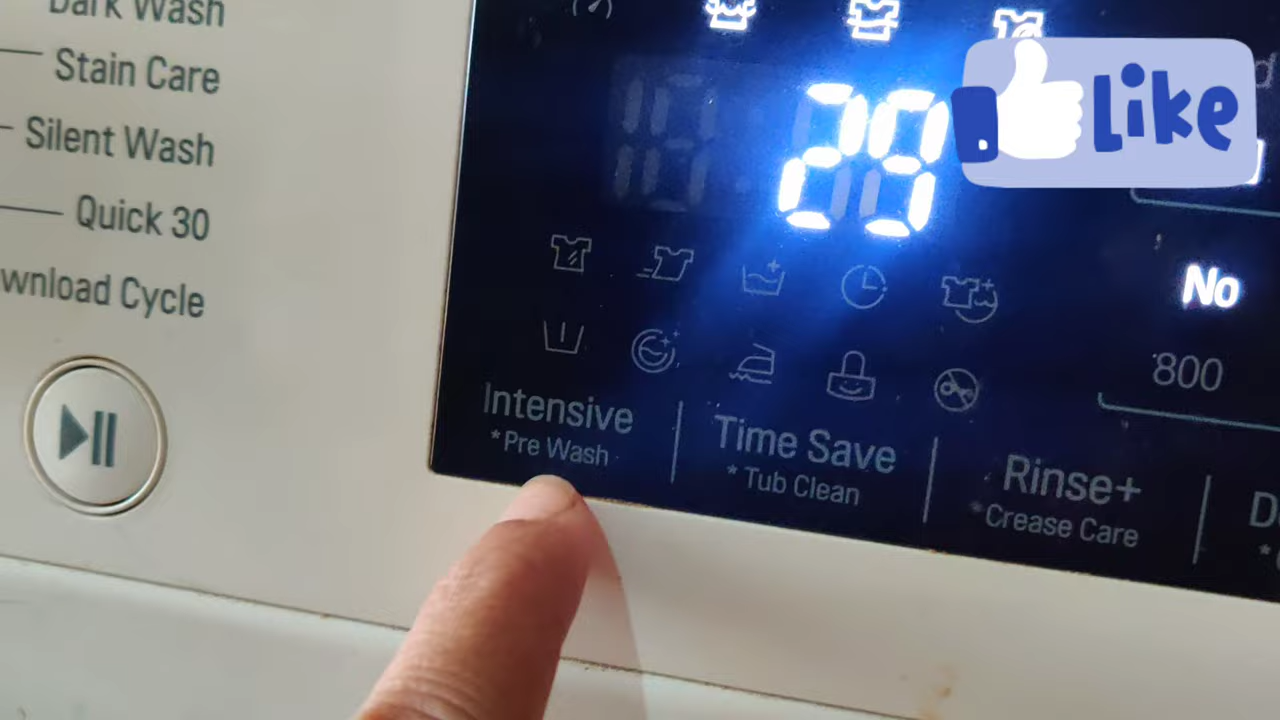 Dark Wash
Stain Care
Silent Wash
Quick 30
wnload Cycle
29
Like
No
800
Intensive
*Pre Wash
Time Save
* Tub Clean
Rinse+
*Crease Care